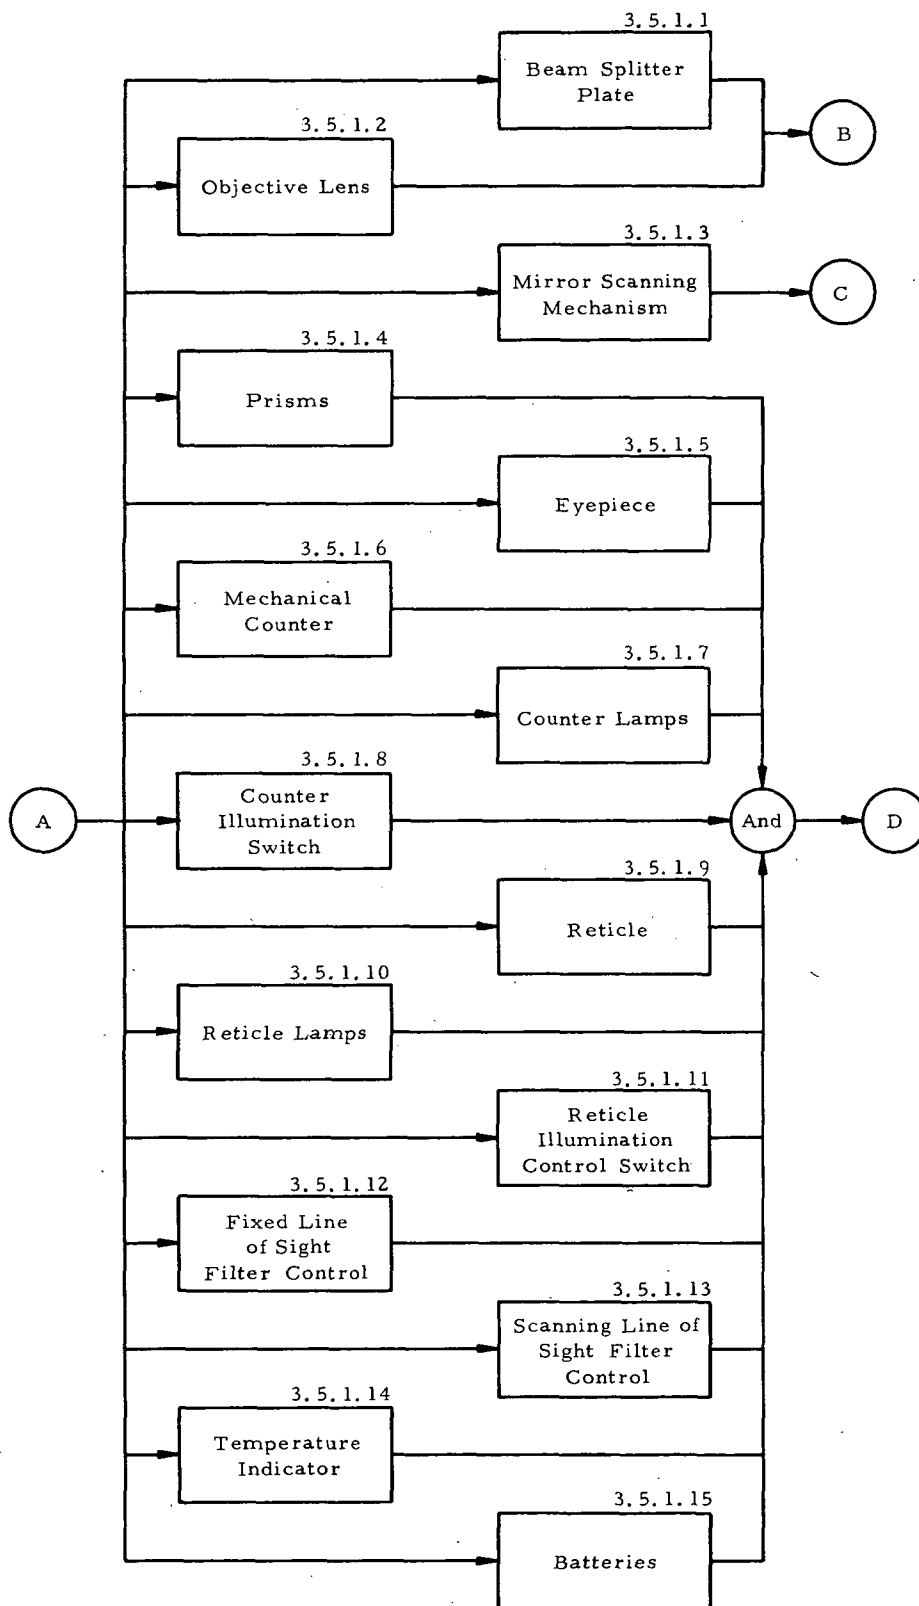 3.5.1.1
Beam Splitter
Plate
B
3.5.1.2
Objective Lens
3.5.1.3
Mirror Scanning
Mechanism
C
3.5.1.4
Prisms
3.5.1.5
Eyepiece
3.5.1.6
Mechanical
Counter
3.5.1.7
Counter Lamps
3.5.1.8
Counter
Illumination
Switch
A
And
D
3.5.1.9
Reticle
3.5.1.10
Reticle Lamps
3.5.1.11
Reticle
Illumination
Control Switch
3.5.1.12
Fixed Line
of Sight
Filter Control
3.5.1.13
Scanning Line of
Sight Filter
Control
3.5.1.14
Temperature
Indicator
3.5.1.15
Batteries